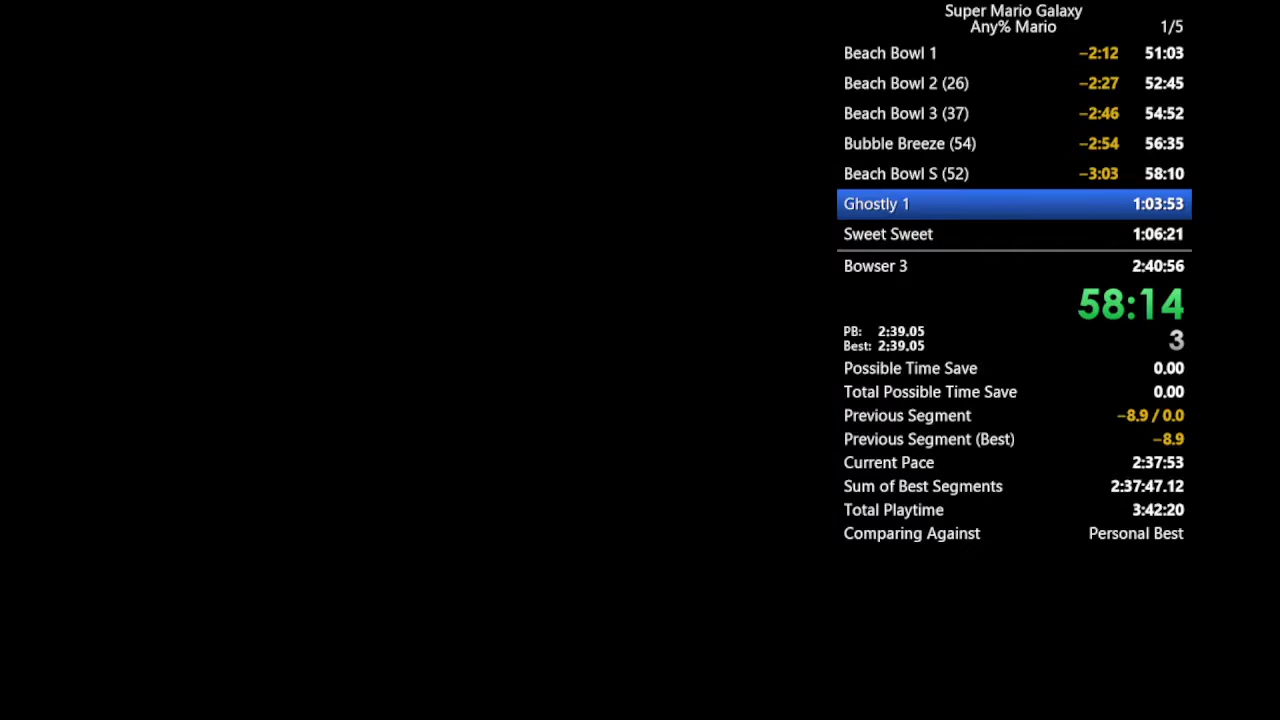 Super Mario Galaxy
Any% Mario 1/5
Beach Bowl 1 −2:12 51:03
Beach Bowl 2 (26) −2:27 52:45
Beach Bowl 3 (37) −2:46 54:52
Bubble Breeze (54) −2:54 56:35
Beach Bowl S (52) −3:03 58:10
Ghostly 1 1:03:53
Sweet Sweet 1:06:21
Bowser 3 2:40:56
58:14
PB: 2:39.05 3
Best: 2:39.05
Possible Time Save 0.00
Total Possible Time Save 0.00
Previous Segment −8.9 / 0.0
Previous Segment (Best) −8.9
Current Pace 2:37:53
Sum of Best Segments 2:37:47.12
Total Playtime 3:42:20
Comparing Against Personal Best